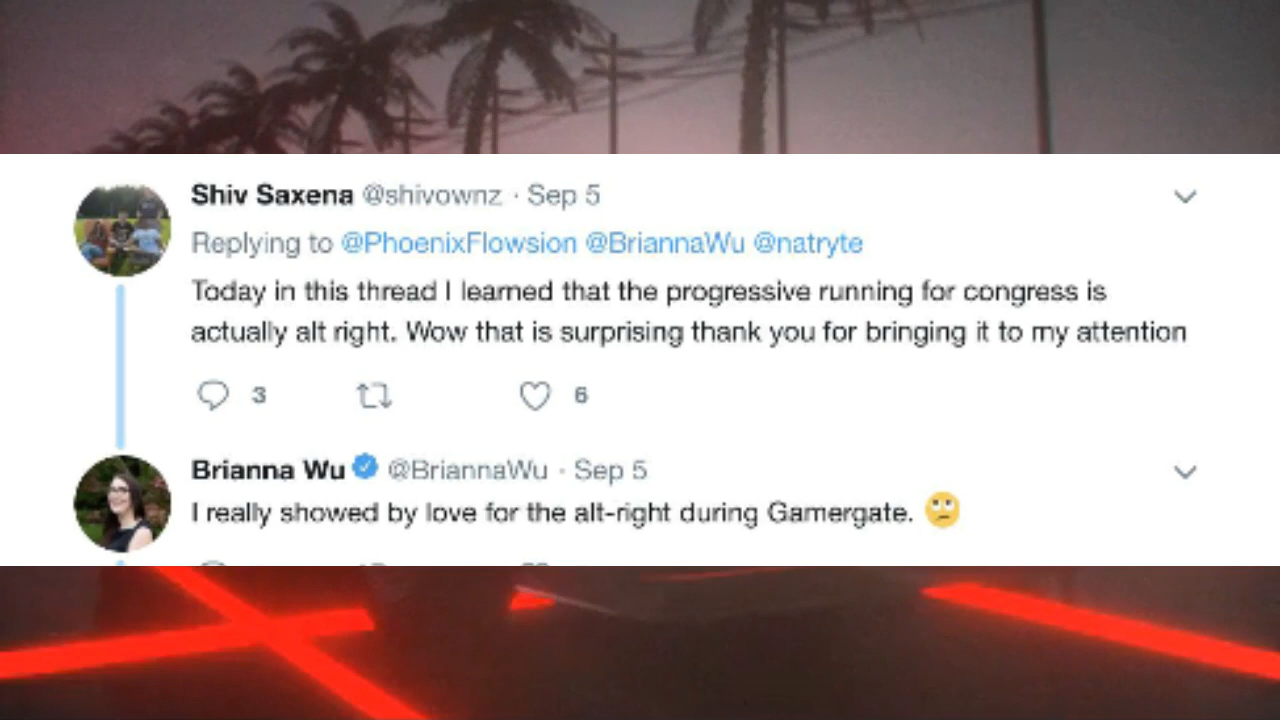 Shiv Saxena @shivownz · Sep 5
Replying to @PhoenixFlowsion @BriannaWu @natryte
Today in this thread I learned that the progressive running for congress is
actually alt right. Wow that is surprising thank you for bringing it to my attention
3 6
Brianna Wu @BriannaWu · Sep 5
I really showed by love for the alt-right during Gamergate. 🙄